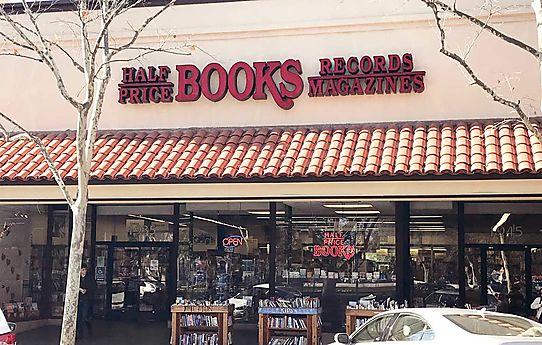 HALF
PRICE
BOOKS
RECORDS
MAGAZINES
OPEN
HALF
PRICE
BOOKS